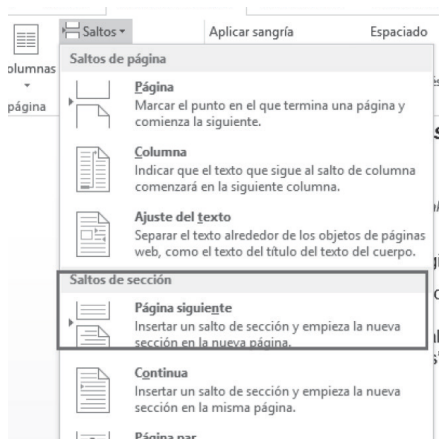 Saltos
Aplicar sangría
Espaciado
olumnas
página
Saltos de página
Página
Marcar el punto en el que termina una página y
comienza la siguiente.
Columna
Indicar que el texto que sigue al salto de columna
comenzará en la siguiente columna.
Ajuste del texto
Separar el texto alrededor de los objetos de páginas
web, como el texto del título del texto del cuerpo.
Saltos de sección
Página siguiente
Insertar un salto de sección y empieza la nueva
sección en la nueva página.
Continua
Insertar un salto de sección y empieza la nueva
sección en la misma página.
Página par